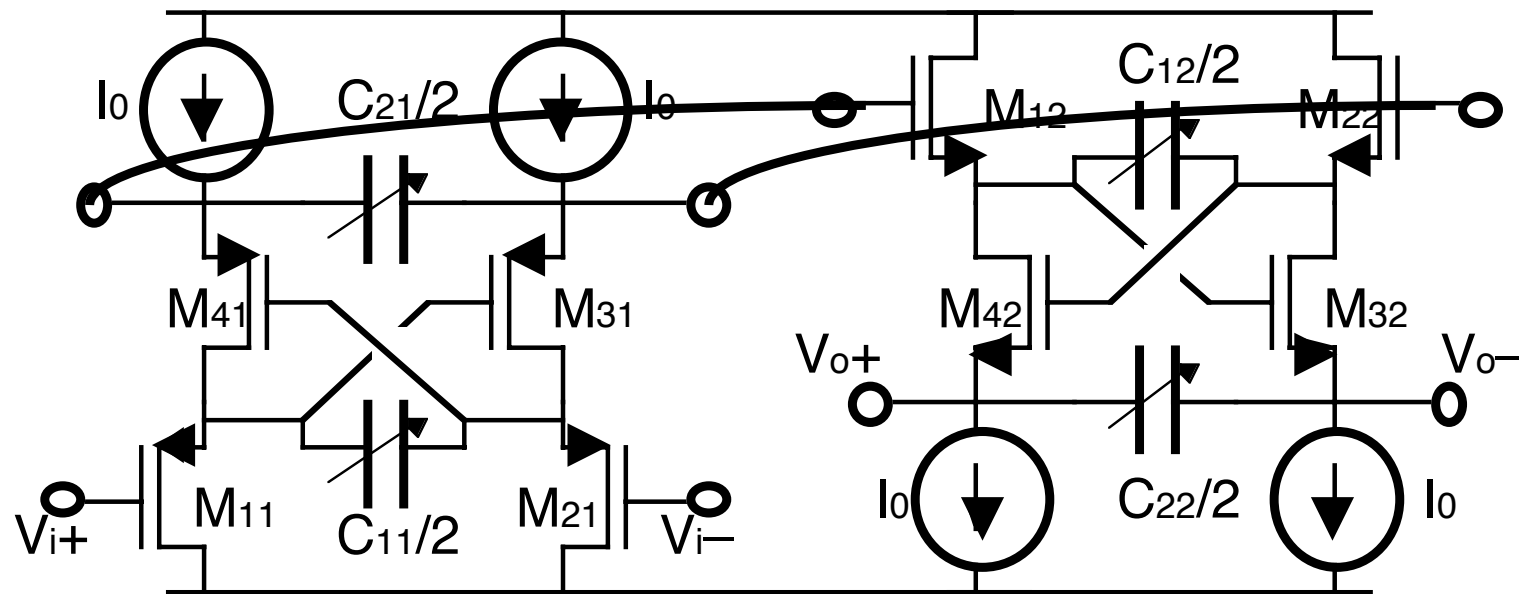 I0
C21/2
I0
M12
C12/2
M22
M41
M31
M42
M32
Vo+
Vo−
Vi+
M11
C11/2
M21
Vi−
I0
C22/2
I0